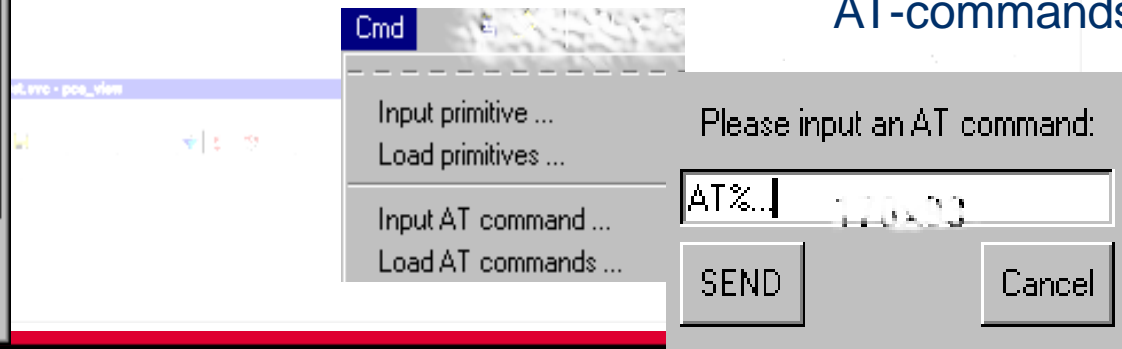 AT-commands
Cmd
Input primitive ...
Load primitives ...
Input AT command ...
Load AT commands ...
Please input an AT command:
AT%...
SEND
Cancel